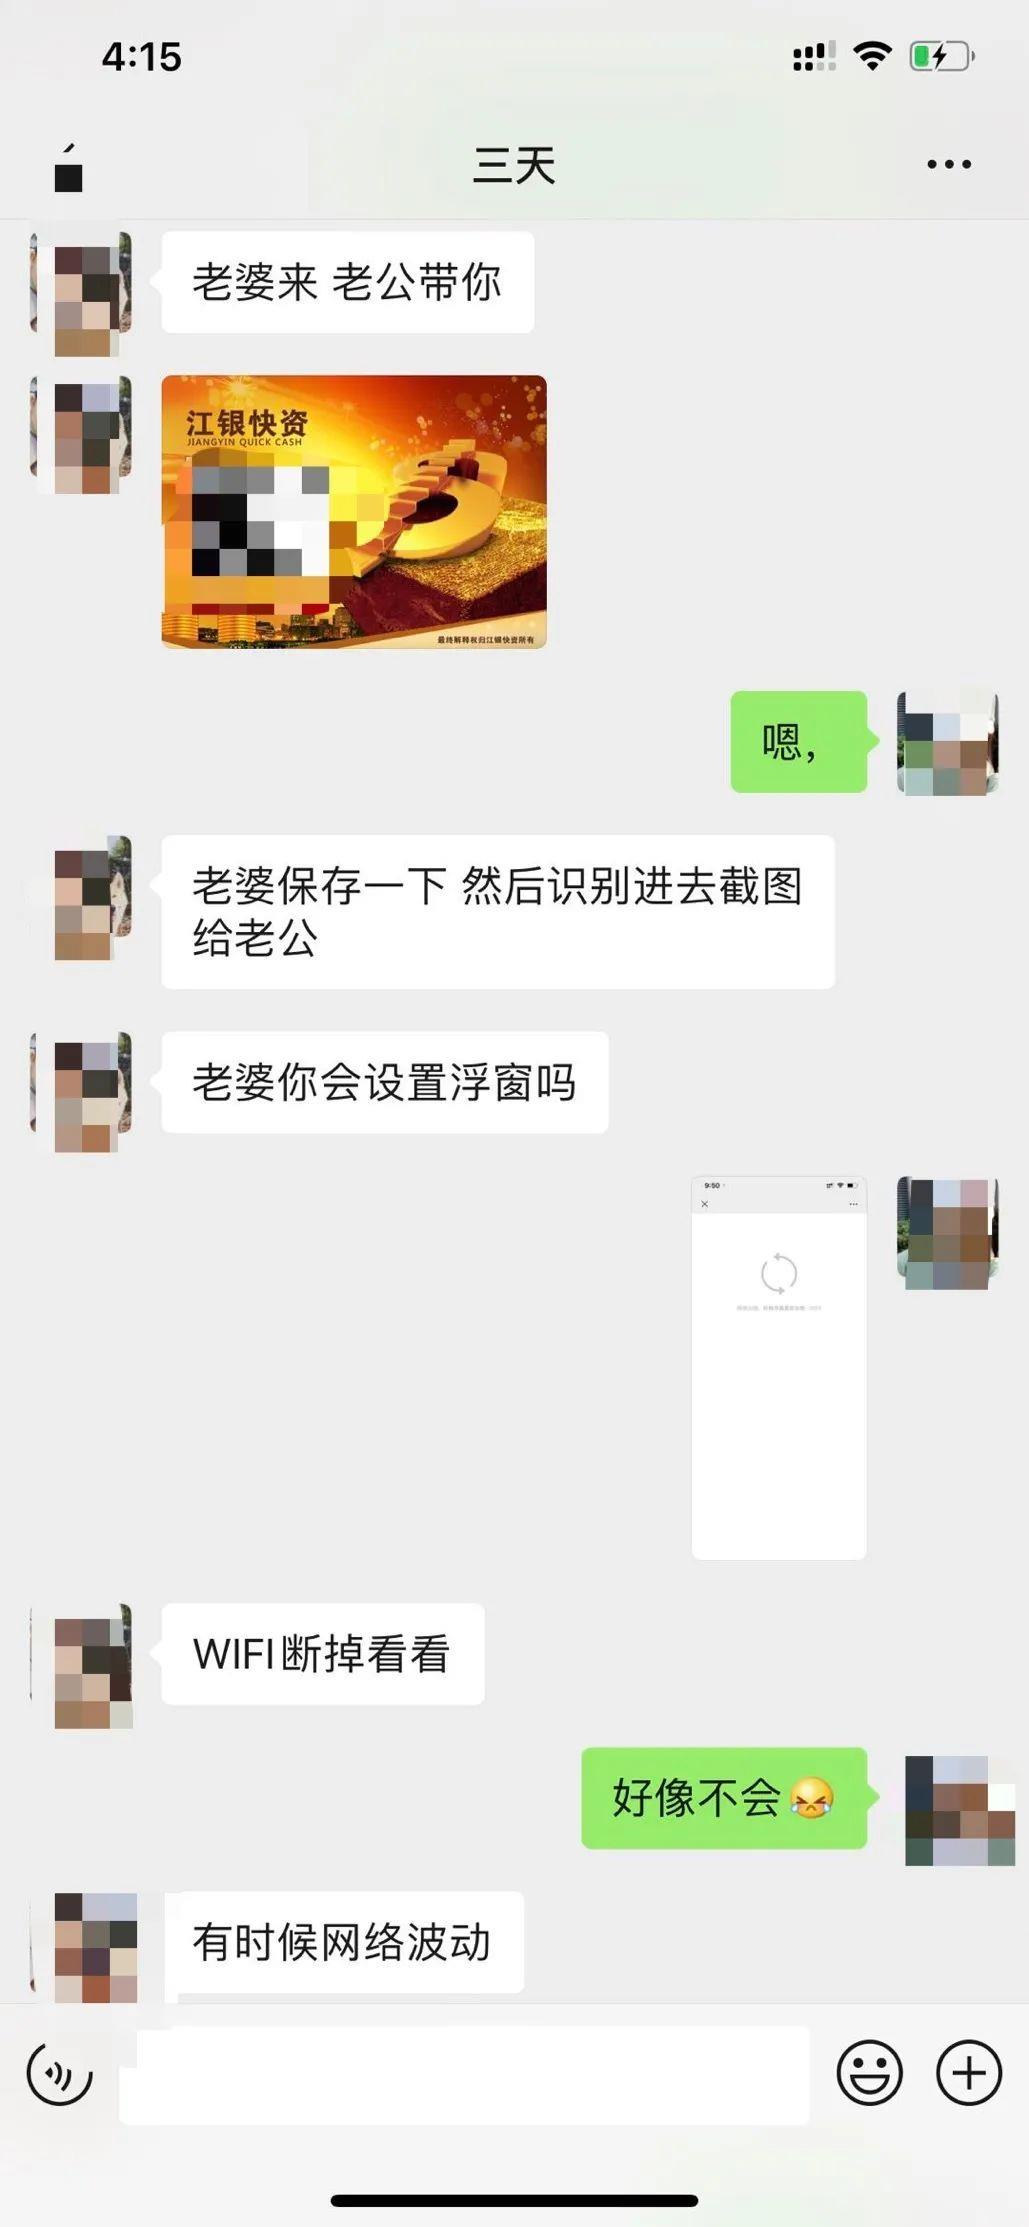 4:15
三天
老婆来 老公带你
江银快资
JIANGYIN QUICK CASH
最终解释权归江银快资所有
嗯,
老婆保存一下 然后识别进去截图
给老公
老婆你会设置浮窗吗
9:50
WIFI断掉看看
好像不会😭
有时候网络波动